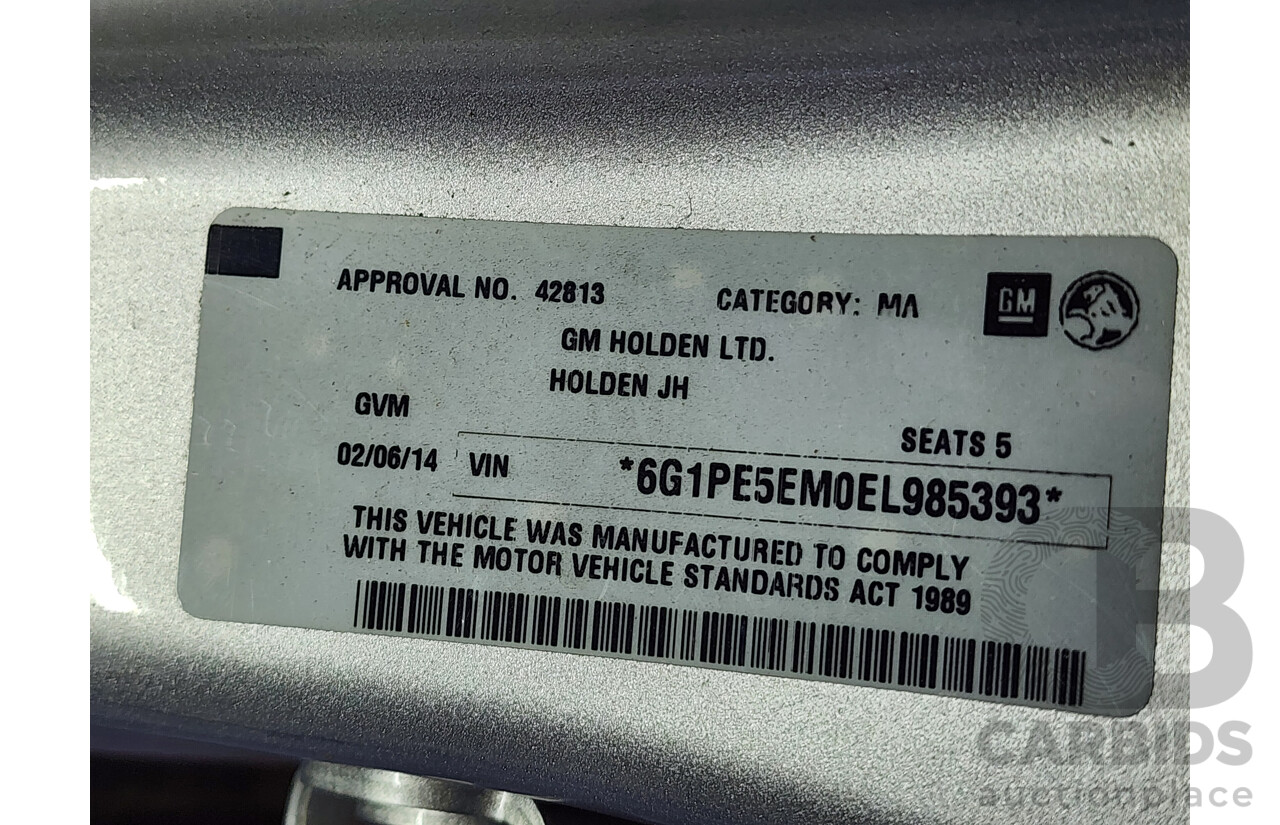 APPROVAL NO. 42813 CATEGORY: MA GM
GM HOLDEN LTD.
HOLDEN JH
GVM
SEATS 5
02/06/14 VIN *6G1PE5EM0EL985393*
THIS VEHICLE WAS MANUFACTURED TO COMPLY
WITH THE MOTOR VEHICLE STANDARDS ACT 1989
CB
CARBIDS
auctionplace